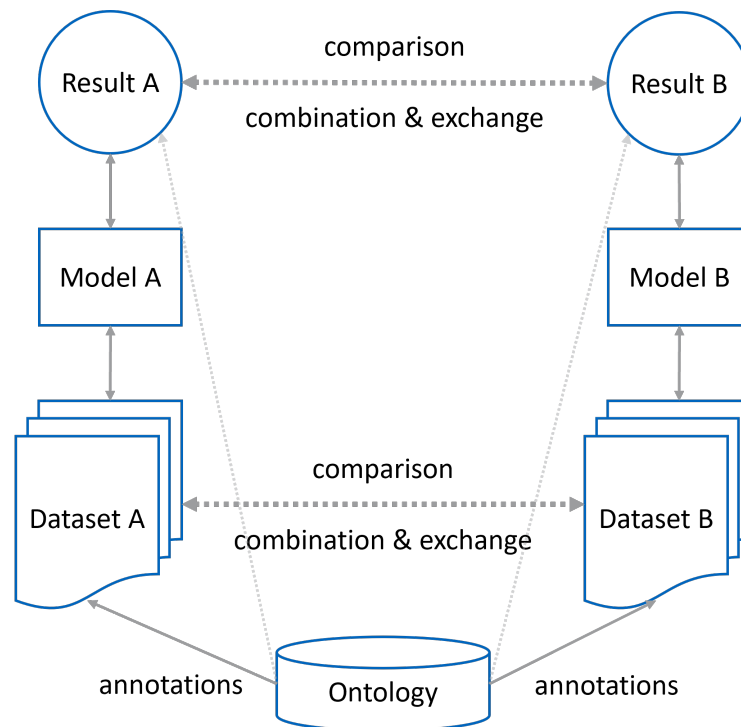 comparison
Result A
Result B
combination & exchange
Model A
Model B
comparison
Dataset A
Dataset B
combination & exchange
annotations
Ontology
annotations